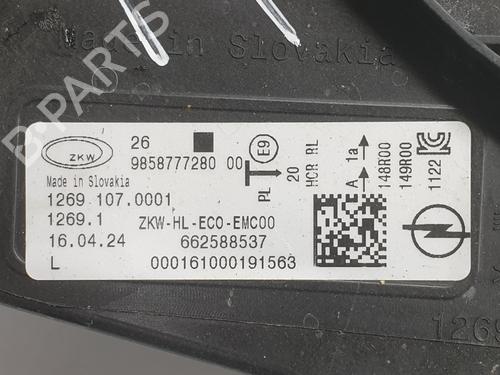 Made in Slovakia
ZKW
26
9858777280 00
Made in Slovakia
1269.107.0001
1269.1 ZKW-HL-ECO-EMC00
16.04.24 662588537
L 000161000191563
E9
PL 20
HCR RL
A 1a
148R00
149R00
1122
B-PARTS
1269